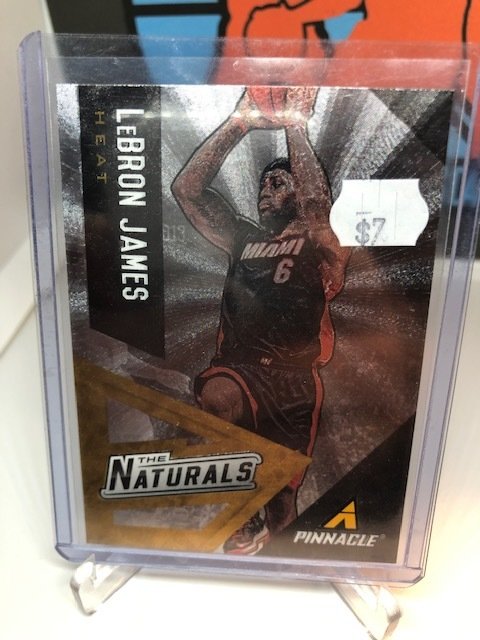 LeBRON JAMES
HEAT
$7
MIAMI
6
THE
NATURALS
PINNACLE